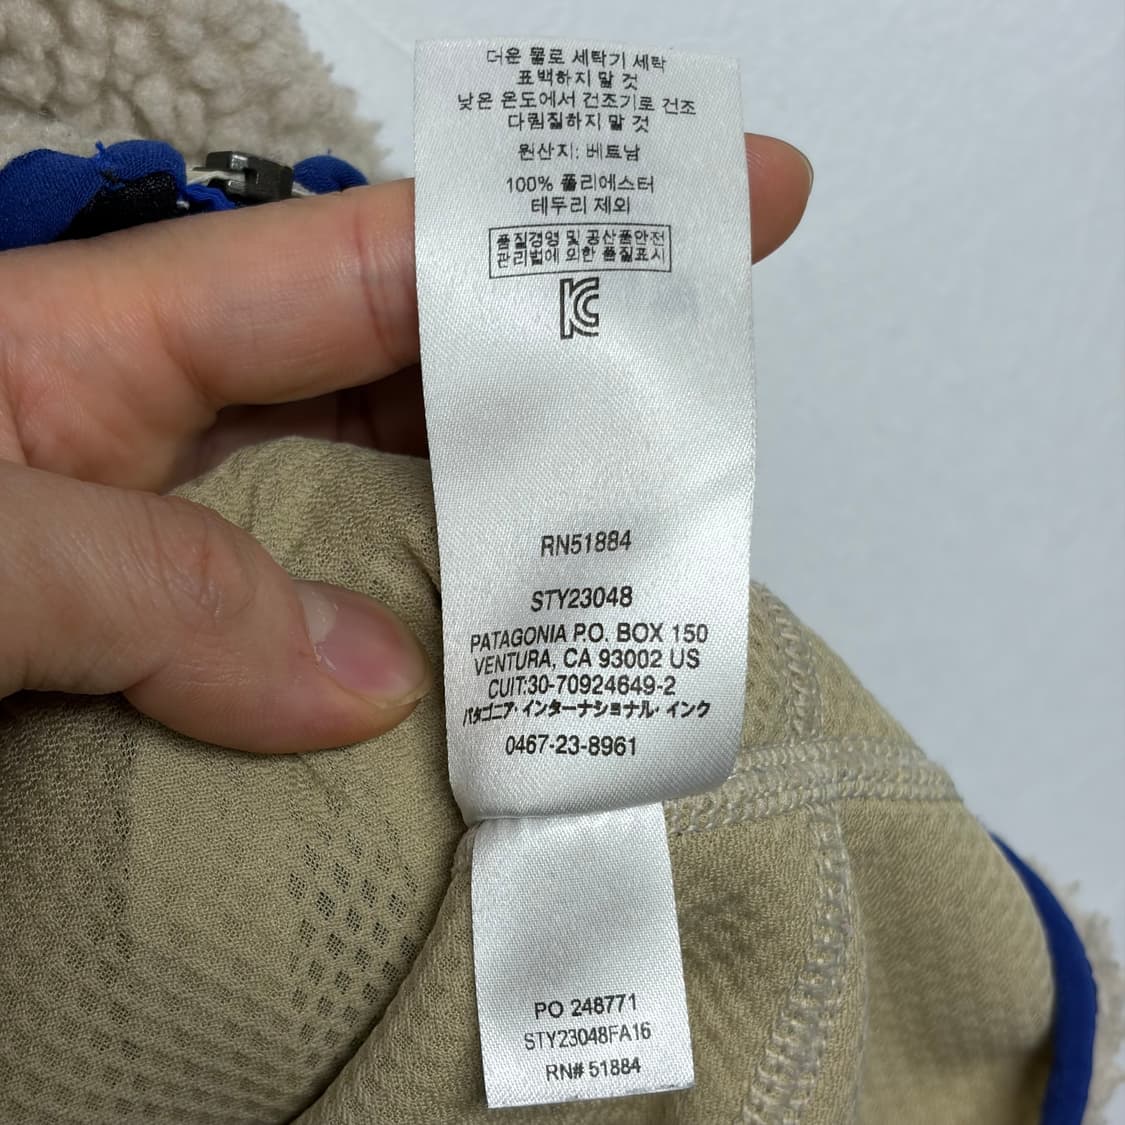 더운 물로 세탁기 세탁
표백하지 말 것
낮은 온도에서 건조기로 건조
다림질하지 말 것
원산지: 베트남
100% 폴리에스터
테두리 제외
품질경영 및 공산품안전
관리법에 의한 품질표시
KC
RN51884
STY23048
PATAGONIA P.O. BOX 150
VENTURA, CA 93002 US
CUIT:30-70924649-2
パタゴニア・インターナショナル・インク
0467-23-8961
PO 248771
STY23048FA16
RN# 51884